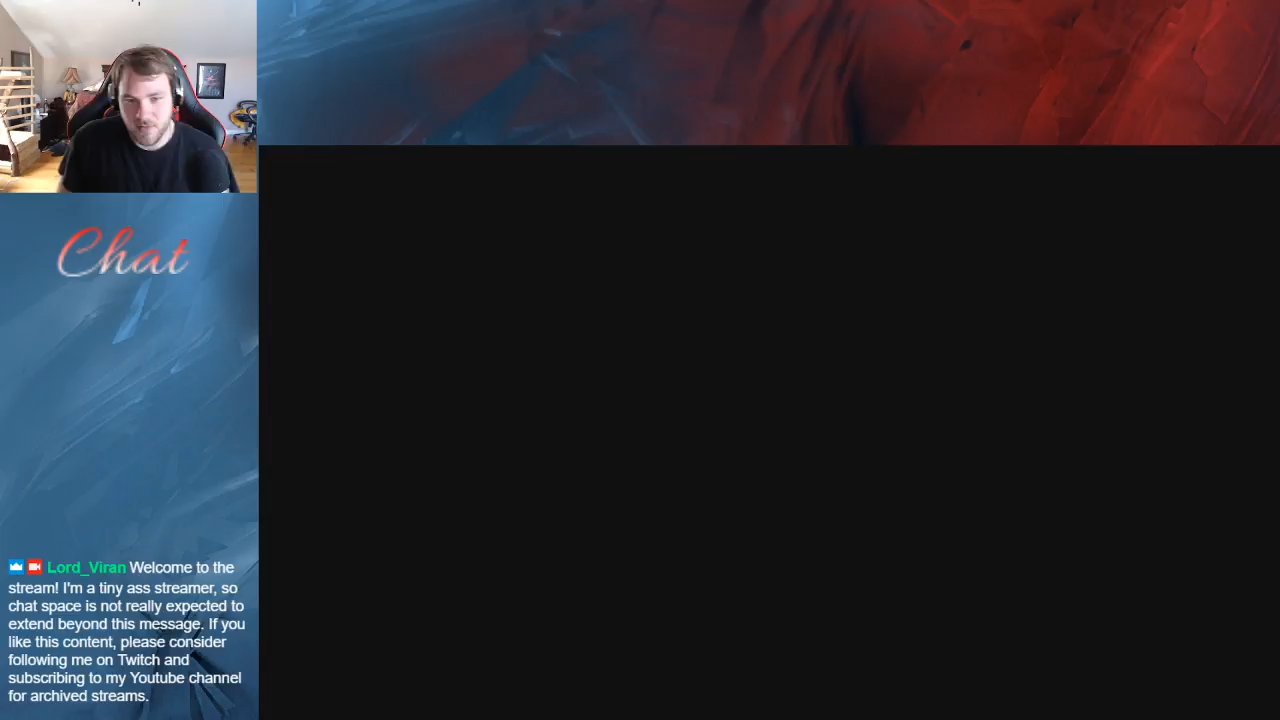 Chat
Lord_Viran Welcome to the
stream! I'm a tiny ass streamer, so
chat space is not really expected to
extend beyond this message. If you
like this content, please consider
following me on Twitch and
subscribing to my Youtube channel
for archived streams.